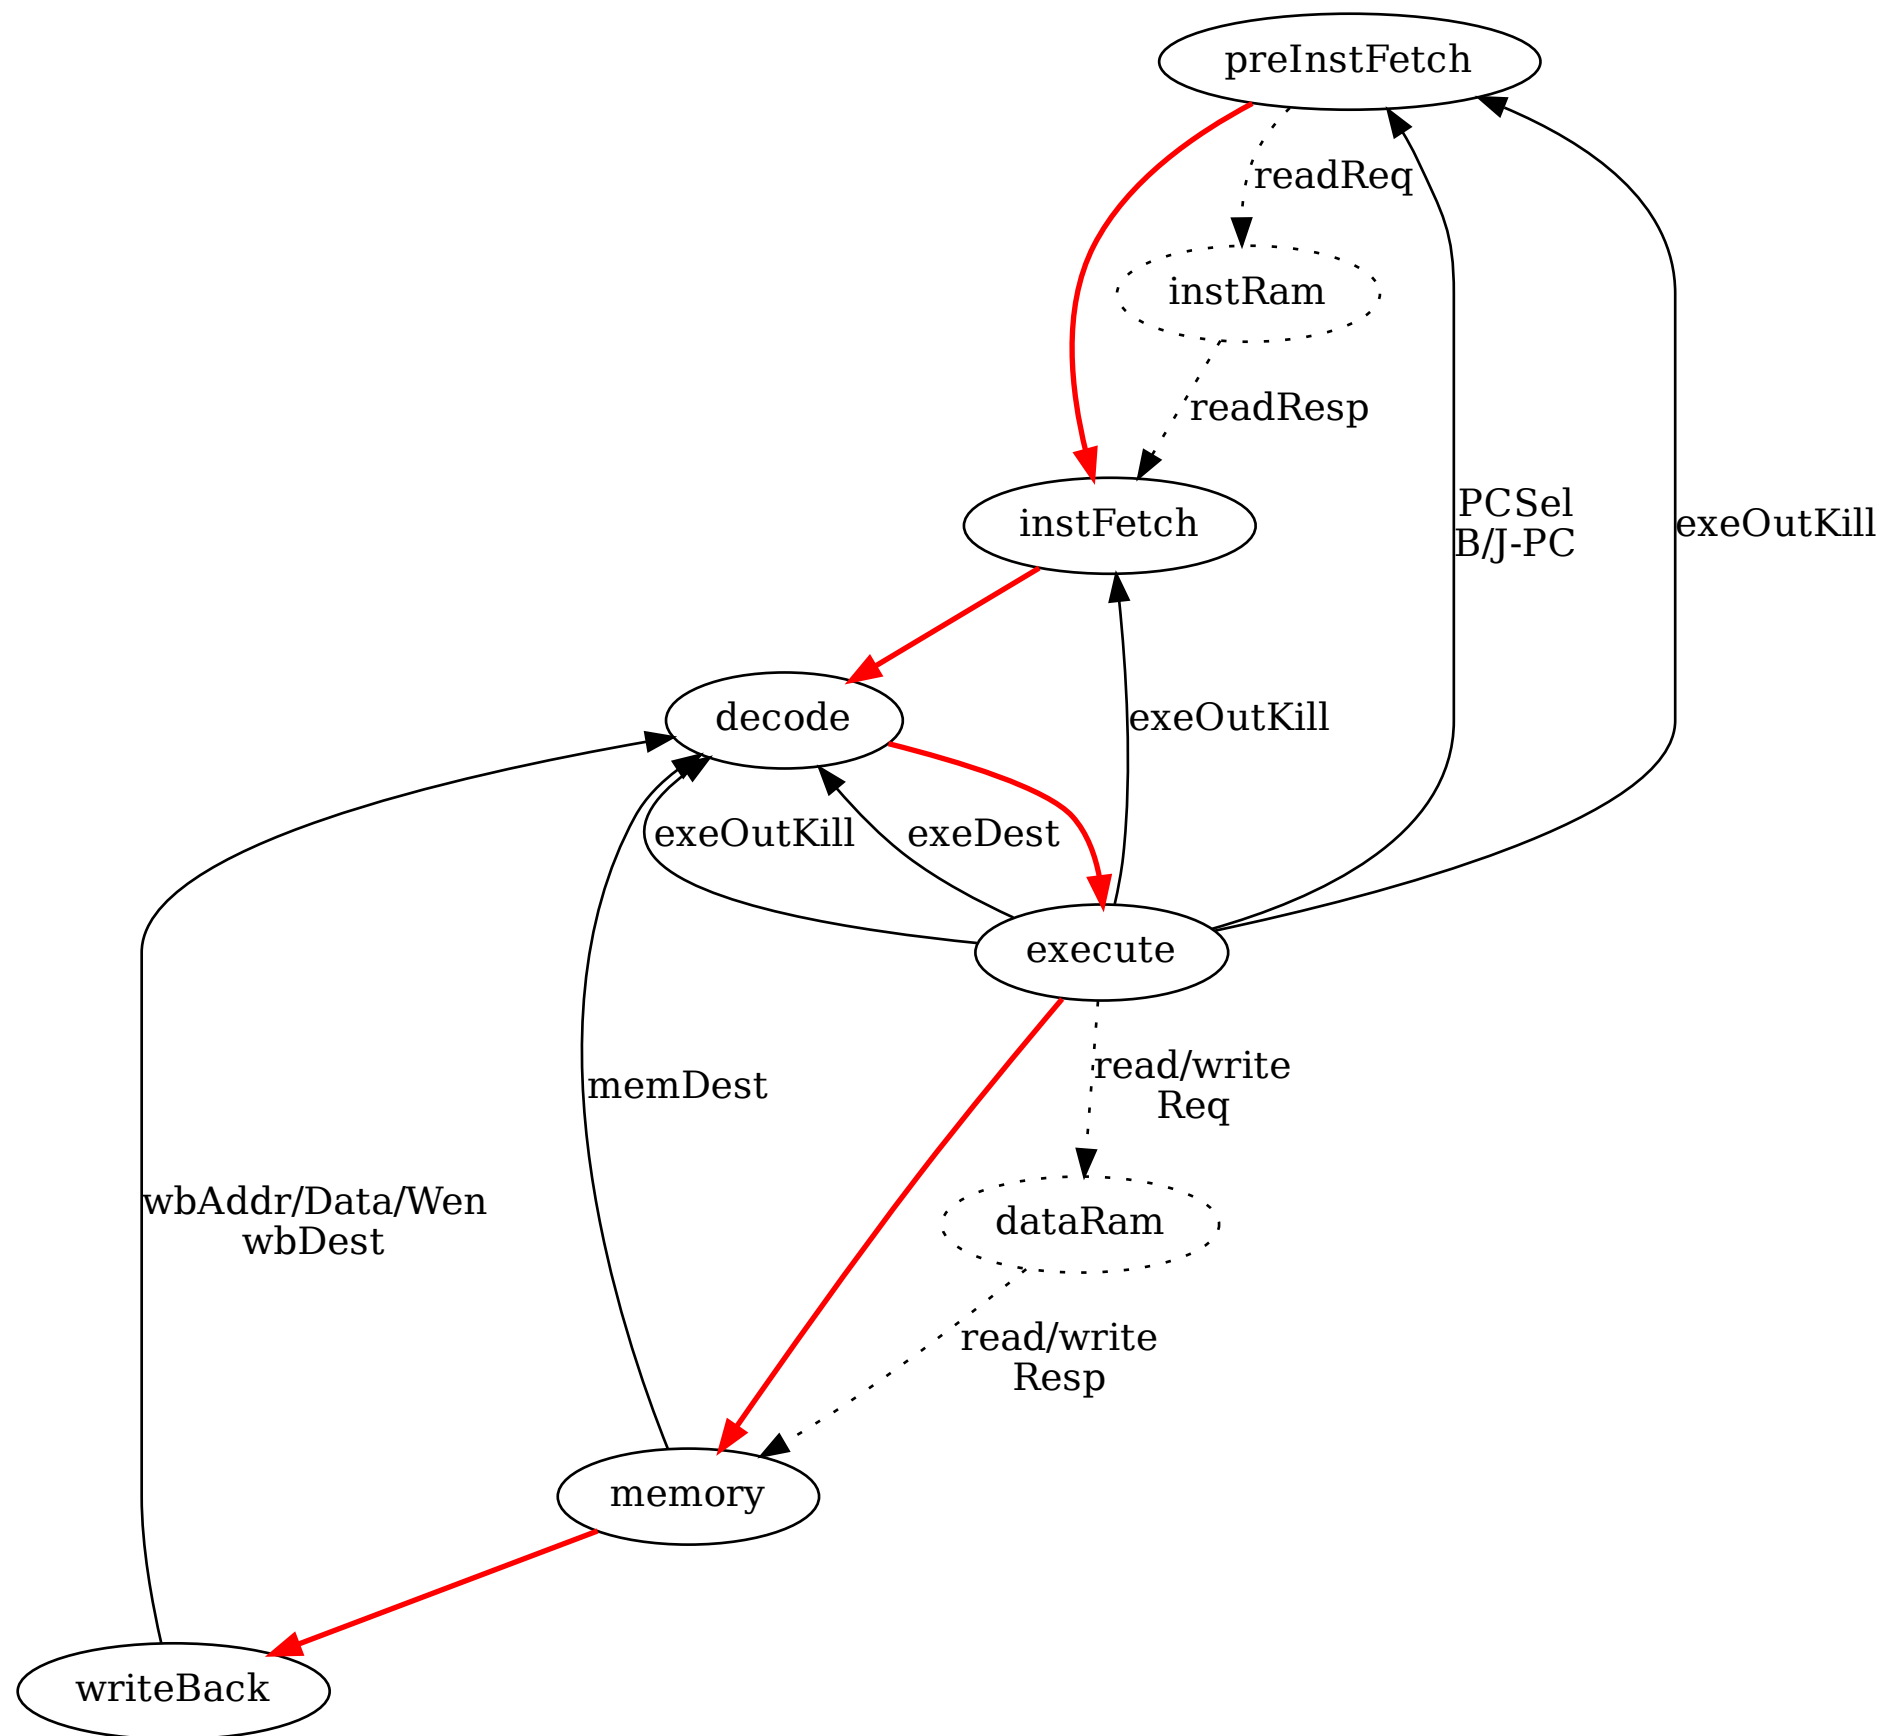 preInstFetch
readReq
instRam
readResp
PCSel
B/J-PC
exeOutKill
instFetch
decode
exeOutKill
exeOutKill
exeDest
execute
read/write
Req
memDest
wbAddr/Data/Wen
wbDest
dataRam
read/write
Resp
memory
writeBack